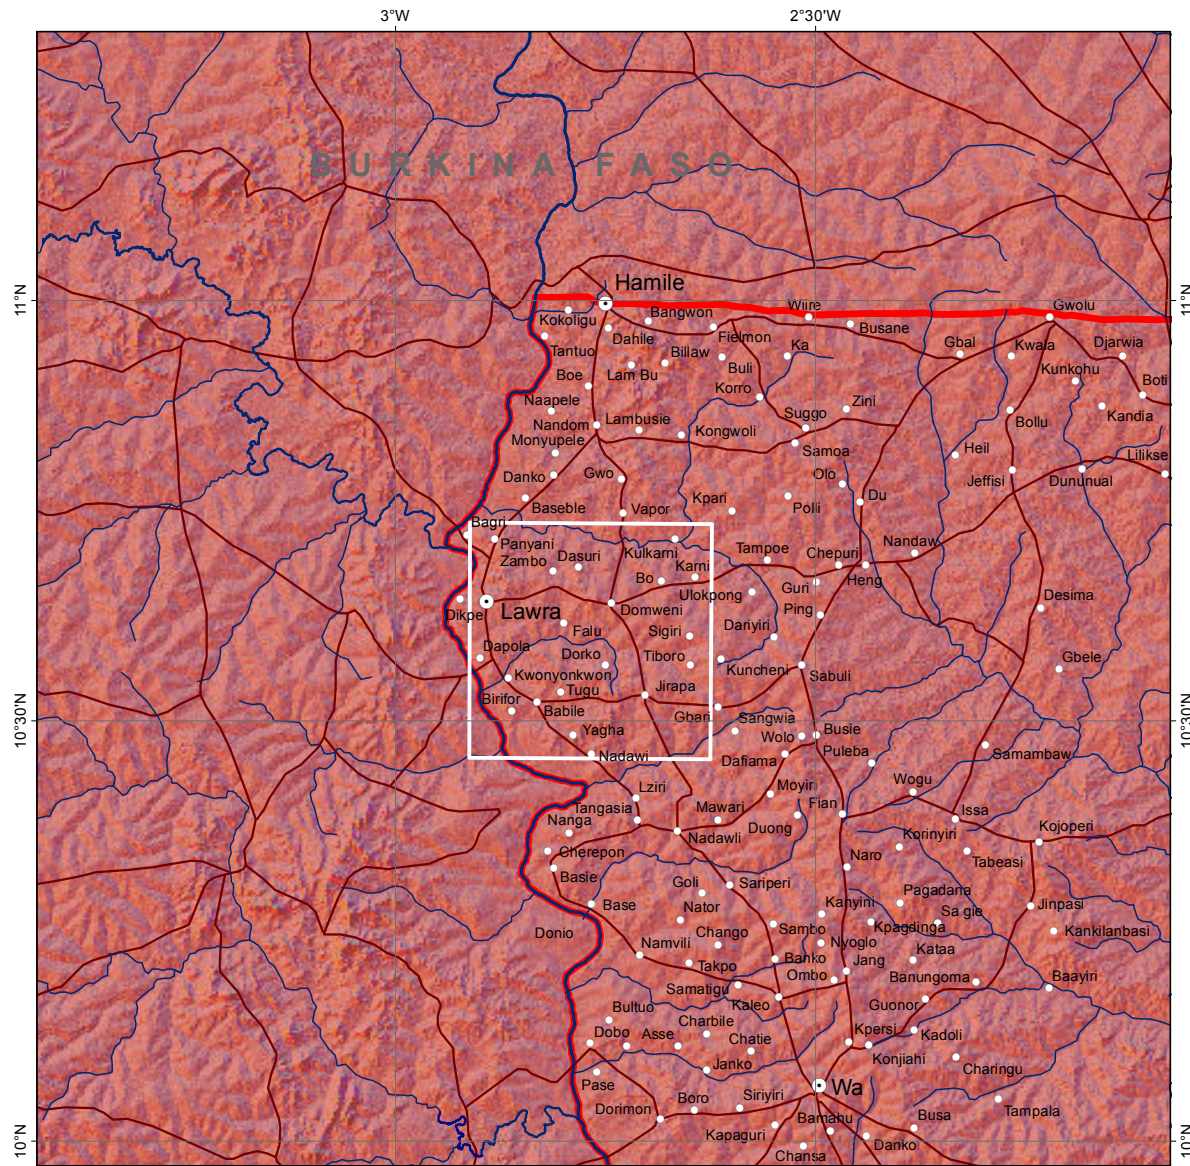 3°W
2°30'W
BURKINA FASO
Hamile
11°N
11°N
Kokoligu
Bangwon
Wiire
Gwolu
Dahile
Fielmon
Busane
Tantuo
Billaw
Ka
Gbal
Kwala
Djarwia
Boe
Lam Bu
Buli
Kunkohu
Boti
Korro
Naapele
Zini
Kandia
Nandom
Lambusie
Suggo
Bollu
Monyupele
Kongwoli
Samoa
Heil
Lilikse
Danko
Gwo
Olo
Jeffisi
Dununual
Baseble
Vapor
Kpari
Polli
Du
Bagri
Panyani
Kulkarni
Tampoe
Chepuri
Nandaw
Zambo
Dasuri
Bo
Karni
Guri
Heng
Dikpe
Lawra
Domweni
Ulokpong
Ping
Desima
Falu
Sigiri
Dariyiri
Dapola
Dorko
Tiboro
Kuncheni
Sabuli
Gbele
Kwonyonkwon
Tugu
Jirapa
Birifor
Babile
Gbari
Sangwia
10°30'N
10°30'N
Yagha
Wolo
Busie
Nadawi
Dafiama
Puleba
Samambaw
Lziri
Moyiri
Wogu
Tangasia
Mawari
Fian
Issa
Nanga
Nadawli
Duong
Korinyiri
Kojoperi
Cherepon
Naro
Tabeasi
Basie
Goli
Sariperi
Pagadana
Base
Nator
Kanyini
Sa gie
Jinpasi
Donio
Chango
Sambo
Kpagdinga
Kankilanbasi
Namvili
Nyoglo
Kataa
Takpo
Banko
Jang
Samatigu
Ombo
Banungoma
Baayiri
Bultuo
Kaleo
Guonor
Dobo
Asse
Charbile
Kpersi
Kadoli
Chatie
Konjiahi
Janko
Charingu
Pase
Wa
Dorimon
Boro
Siriyiri
Tampala
Bamahu
Busa
Kapaguri
Danko
10°N
10°N
Chansa